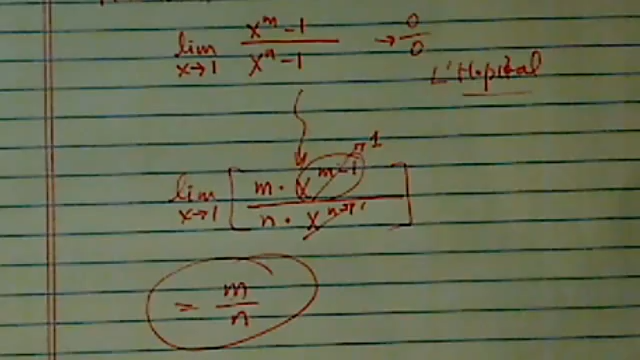 lim x→1 (x^m - 1)/(x^n - 1) → 0/0
L'Hopital
lim x→1 [(m · x^(m-1))/(n · x^(n-1))] 1
= m/n